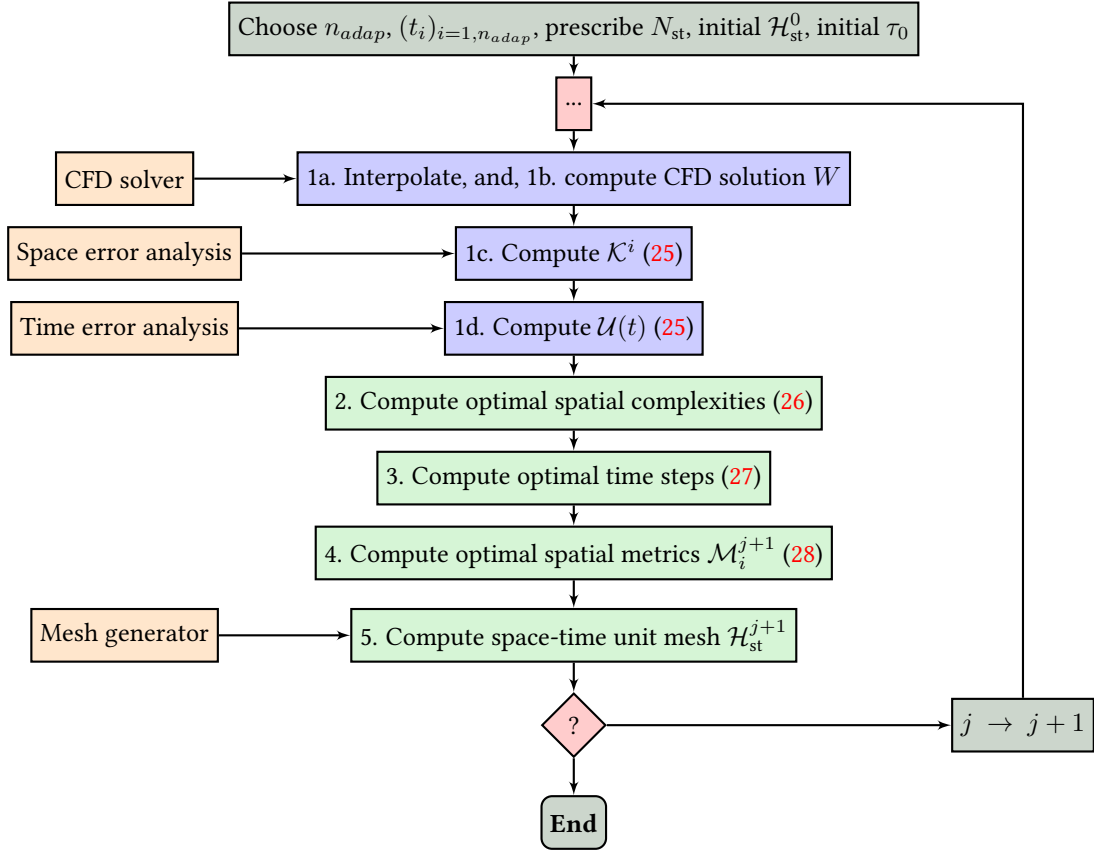 Choose $n_{adap}$, $(t_i)_{i=1,n_{adap}}$, prescribe $N_{\text{st}}$, initial $\mathcal{H}^0_{\text{st}}$, initial $\tau_0$
...
CFD solver
1a. Interpolate, and, 1b. compute CFD solution $W$
Space error analysis
1c. Compute $\mathcal{K}^i$ (25)
Time error analysis
1d. Compute $\mathcal{U}(t)$ (25)
2. Compute optimal spatial complexities (26)
3. Compute optimal time steps (27)
4. Compute optimal spatial metrics $\mathcal{M}^{j+1}_i$ (28)
Mesh generator
5. Compute space-time unit mesh $\mathcal{H}^{j+1}_{\text{st}}$
?
$j \to j+1$
End